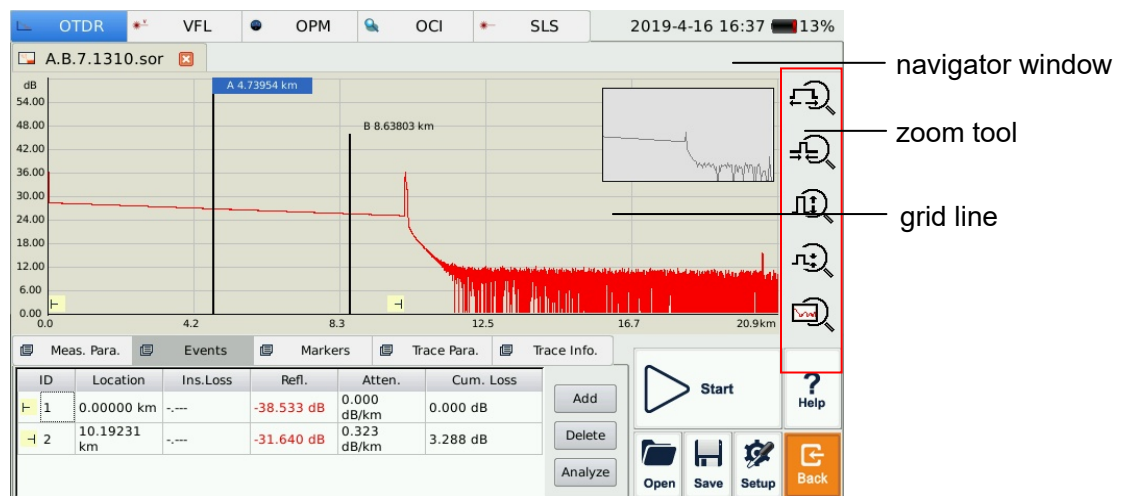 OTDR VFL OPM OCI SLS 2019-4-16 16:37 13%
A.B.7.1310.sor
navigator window
dB
A 4.73954 km
54.00
48.00
B 8.63803 km
zoom tool
42.00
36.00
30.00
24.00
grid line
18.00
12.00
6.00
0.00
0.0 4.2 8.3 12.5 16.7 20.9km
Meas. Para. Events Markers Trace Para. Trace Info.
ID Location Ins.Loss Refl. Atten. Cum. Loss
1 0.00000 km -.--- -38.533 dB 0.000 dB/km 0.000 dB
2 10.19231 km -.--- -31.640 dB 0.323 dB/km 3.288 dB
Add
Delete
Analyze
Start
?
Help
Open Save Setup Back